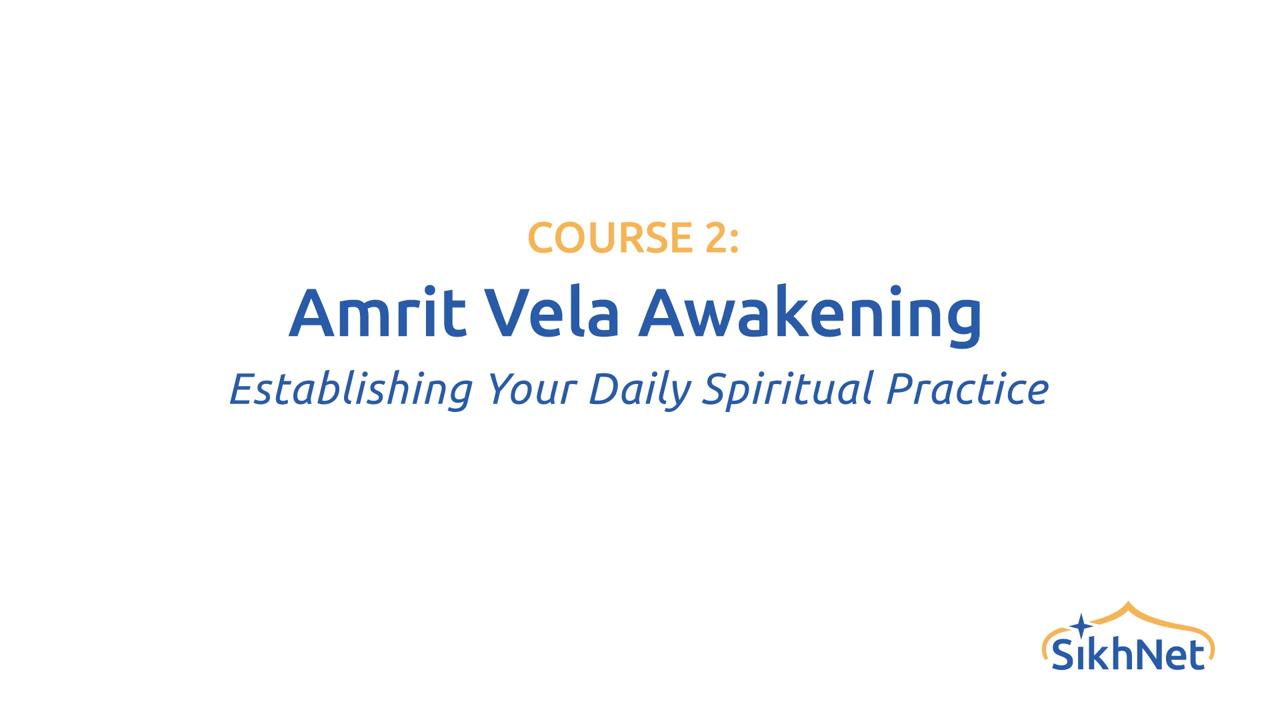 COURSE 2:
Amrit Vela Awakening
Establishing Your Daily Spiritual Practice
SikhNet